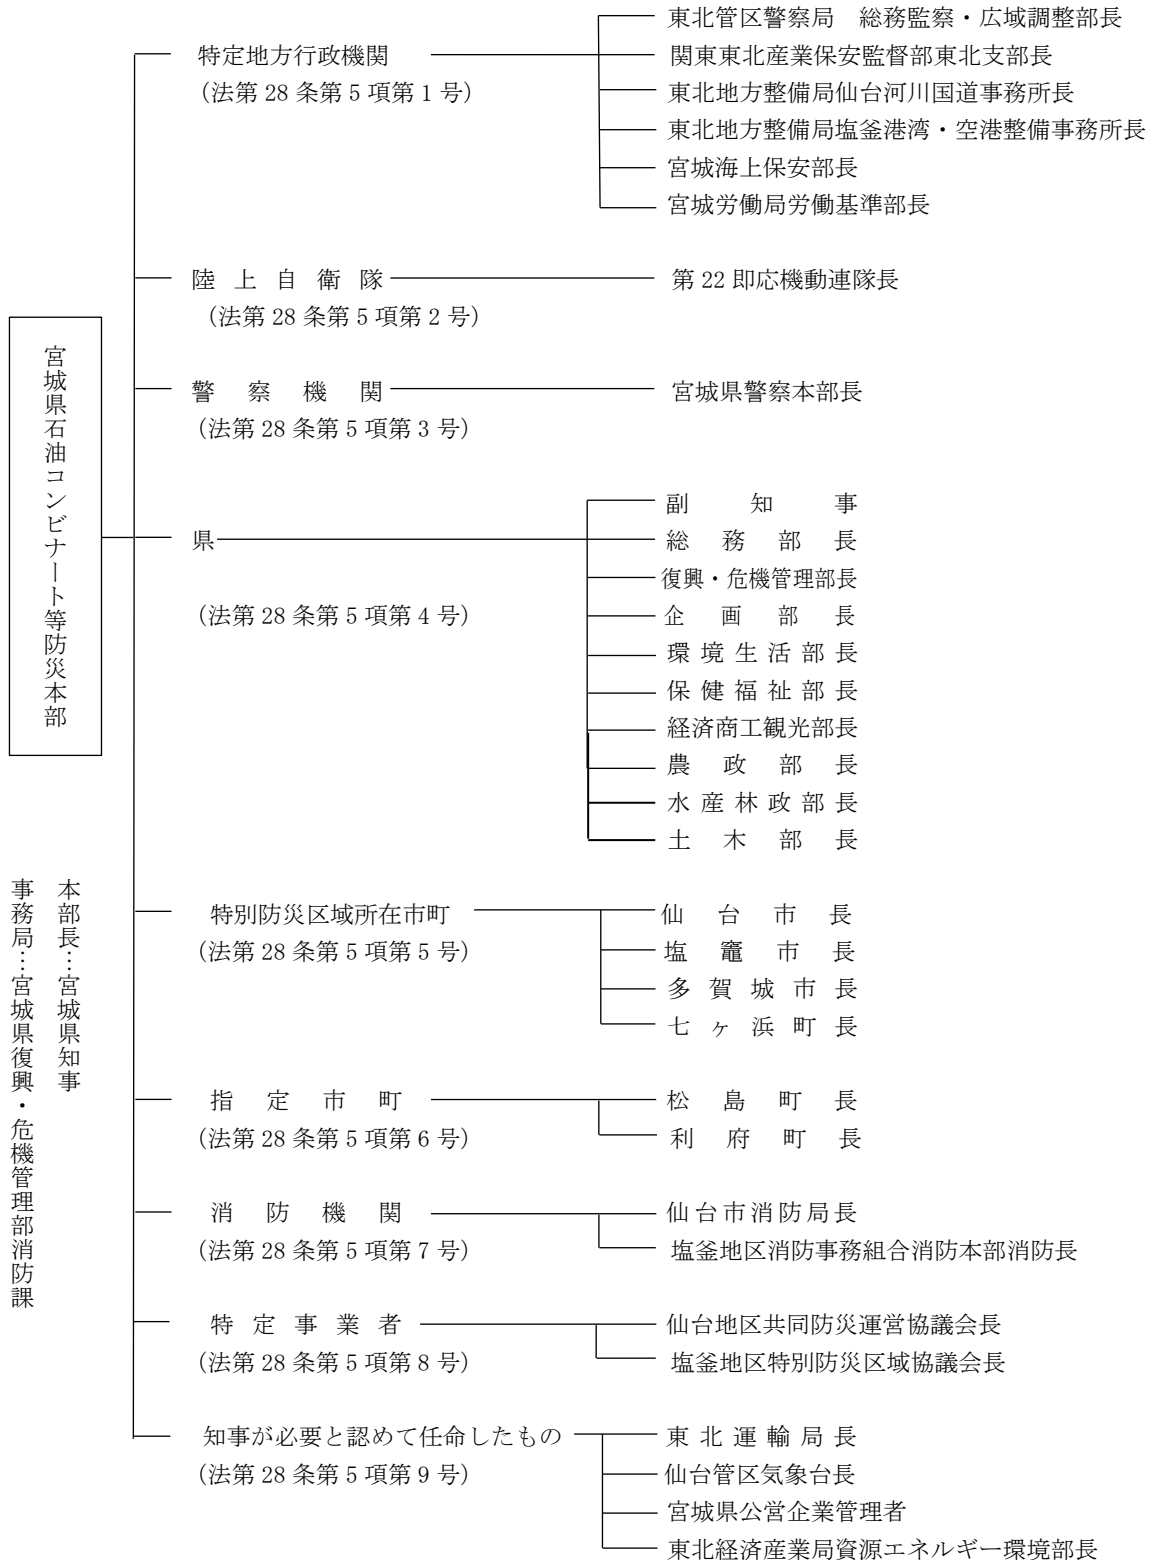 宮城県石油コンビナート等防災本部
本部長…宮城県知事
事務局…宮城県復興・危機管理部消防課
特定地方行政機関
(法第 28 条第 5 項第 1 号)
東北管区警察局 総務監察・広域調整部長
関東東北産業保安監督部東北支部長
東北地方整備局仙台河川国道事務所長
東北地方整備局塩釜港湾・空港整備事務所長
宮城海上保安部長
宮城労働局労働基準部長
陸上自衛隊
(法第 28 条第 5 項第 2 号)
第 22 即応機動連隊長
警察機関
(法第 28 条第 5 項第 3 号)
宮城県警察本部長
県
(法第 28 条第 5 項第 4 号)
副知事
総務部長
復興・危機管理部長
企画部長
環境生活部長
保健福祉部長
経済商工観光部長
農政部長
水産林政部長
土木部長
特別防災区域所在市町
(法第 28 条第 5 項第 5 号)
仙台市長
塩竈市長
多賀城市長
七ヶ浜町長
指定市町
(法第 28 条第 5 項第 6 号)
松島町長
利府町長
消防機関
(法第 28 条第 5 項第 7 号)
仙台市消防局長
塩釜地区消防事務組合消防本部消防長
特定事業者
(法第 28 条第 5 項第 8 号)
仙台地区共同防災運営協議会長
塩釜地区特別防災区域協議会長
知事が必要と認めて任命したもの
(法第 28 条第 5 項第 9 号)
東北運輸局長
仙台管区気象台長
宮城県公営企業管理者
東北経済産業局資源エネルギー環境部長